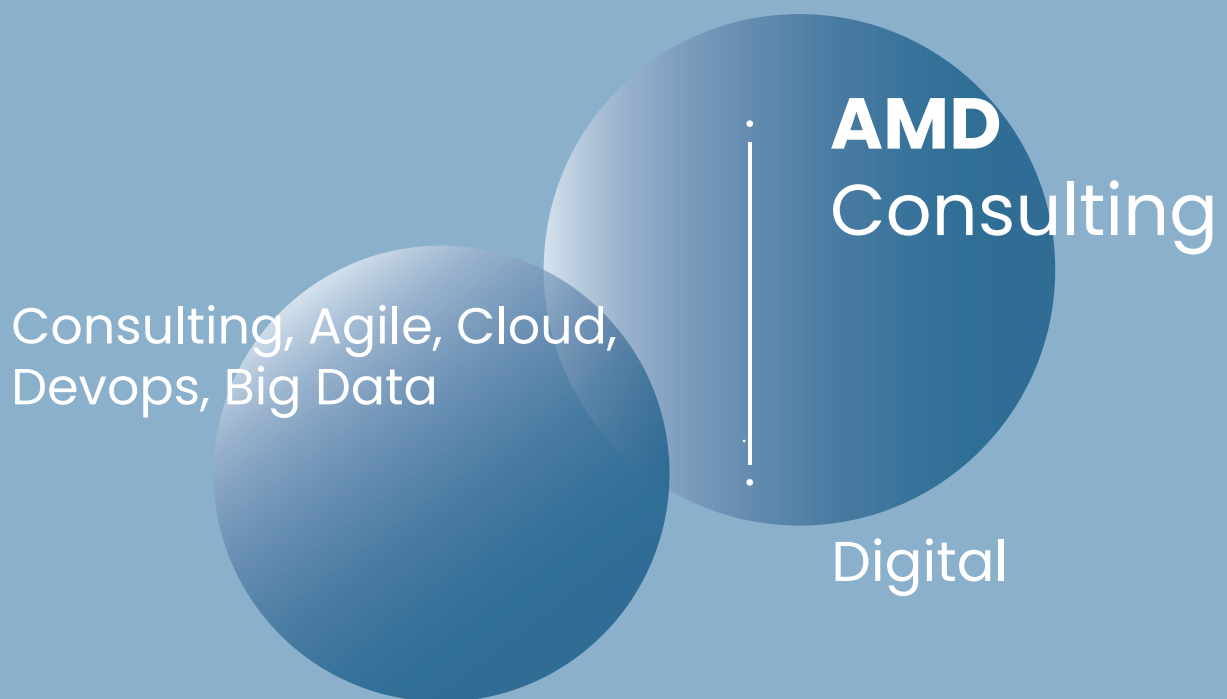 AMD
Consulting
Consulting, Agile, Cloud,
Devops, Big Data
Digital